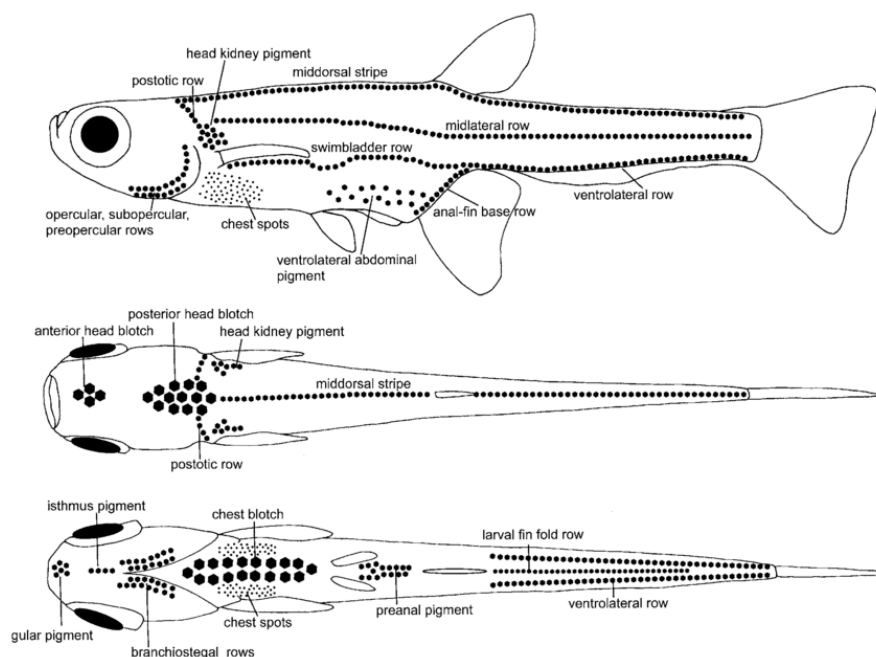 head kidney pigment
postotic row
middorsal stripe
midlateral row
swimbladder row
ventrolateral row
opercular, subopercular,
preopercular rows
chest spots
anal-fin base row
ventrolateral abdominal
pigment
posterior head blotch
anterior head blotch
head kidney pigment
middorsal stripe
postotic row
isthmus pigment
chest blotch
larval fin fold row
ventrolateral row
preanal pigment
chest spots
gular pigment
branchiostegal rows